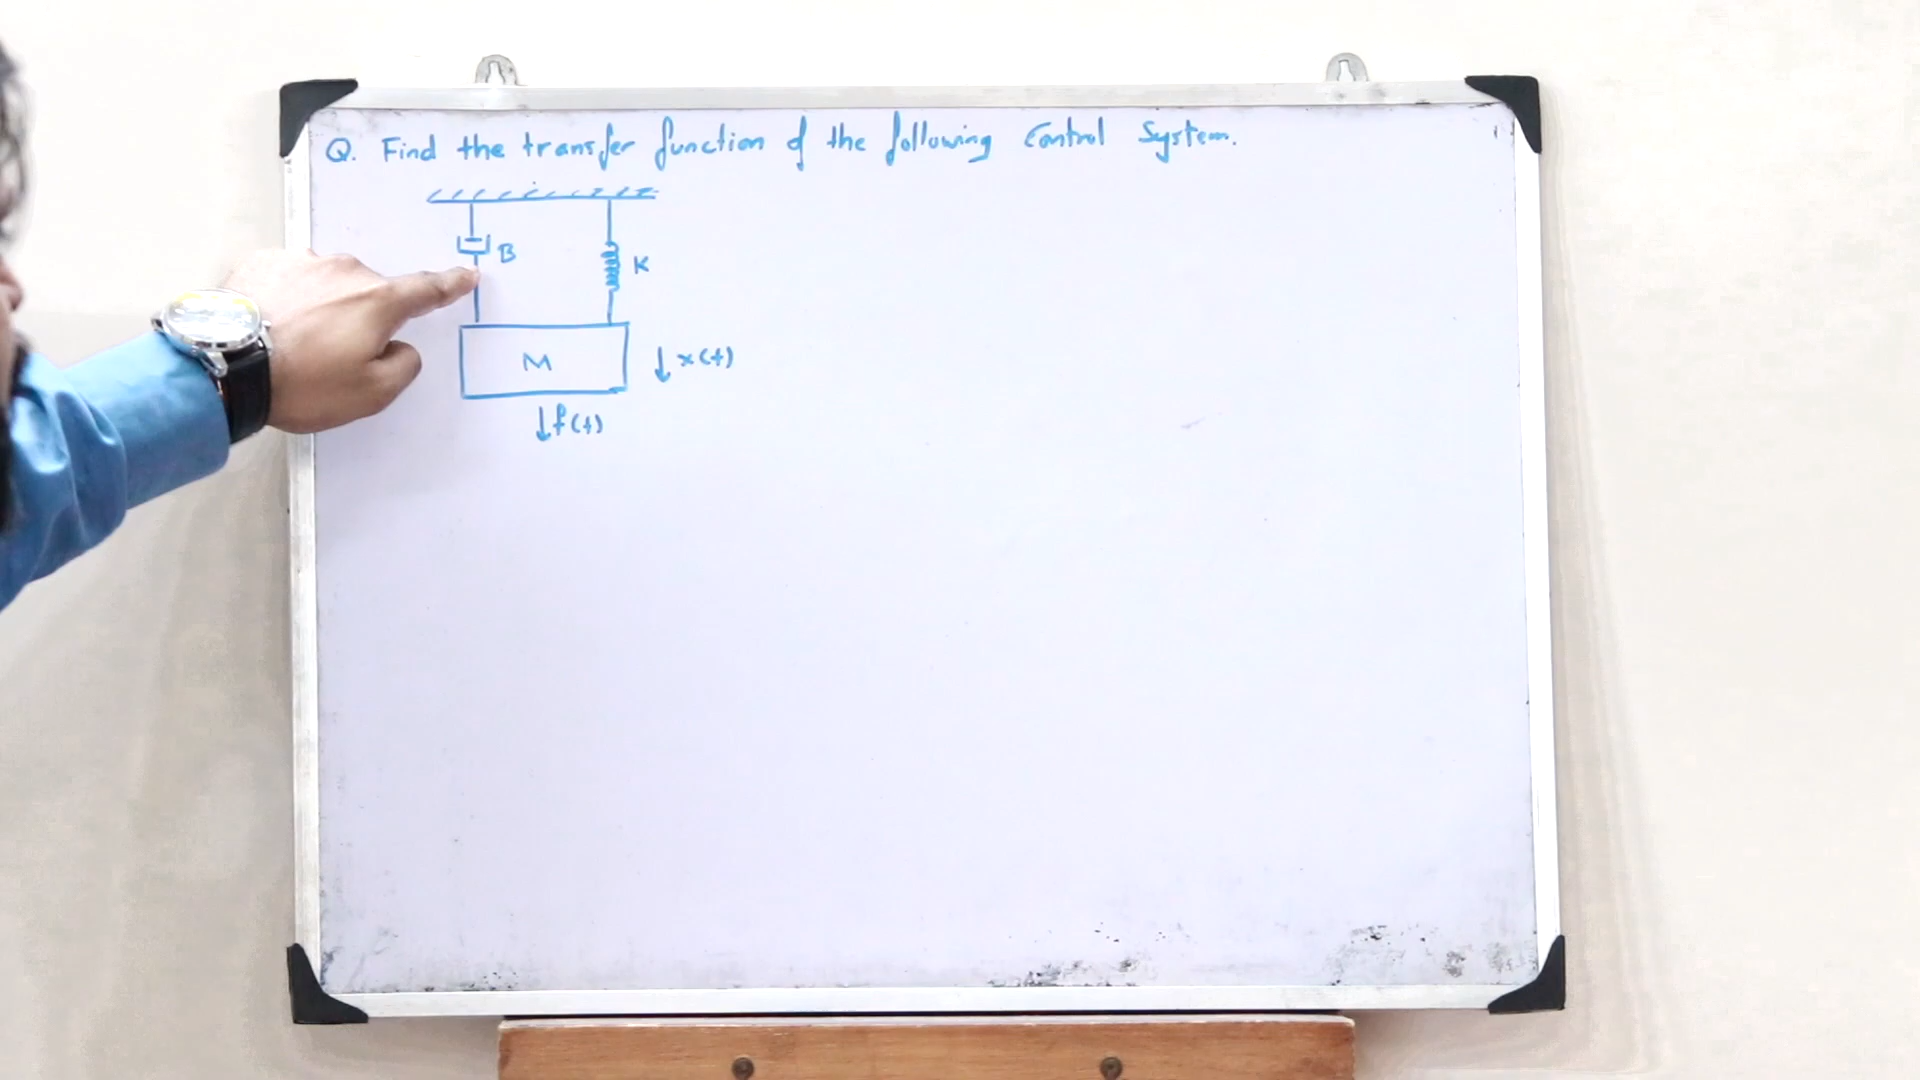 Q. Find the transfer function of the following Control System.
B
K
M
x(t)
f(t)